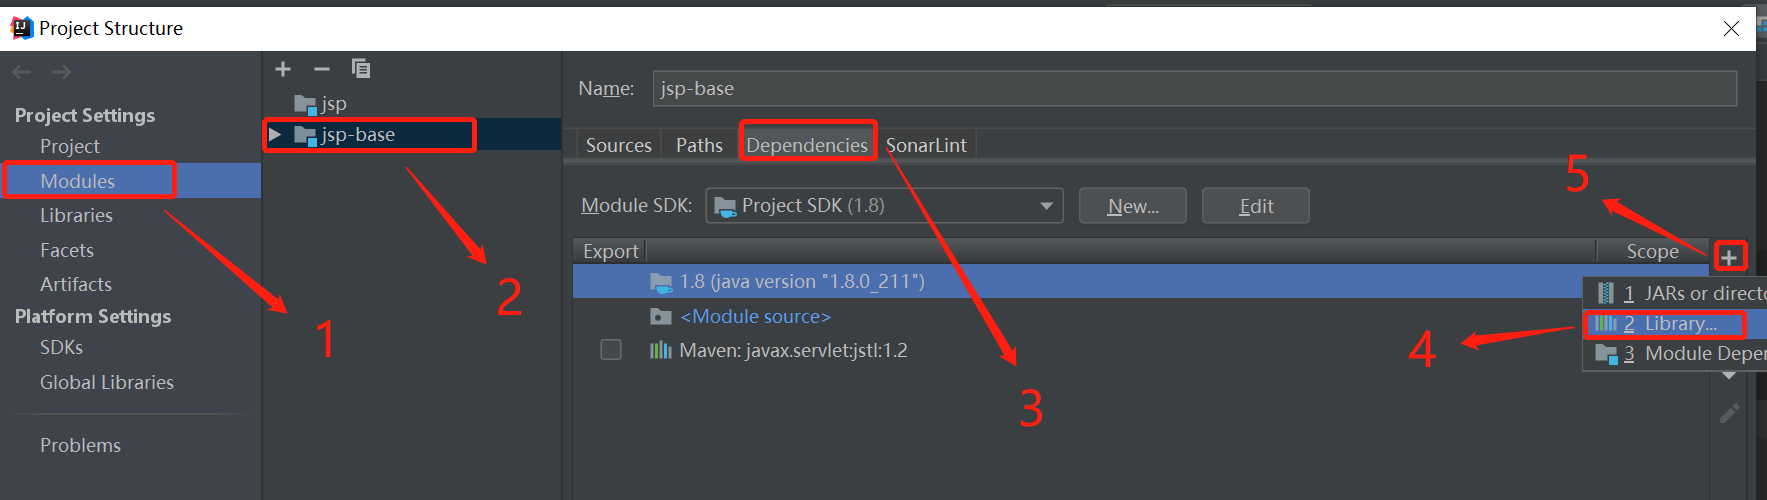 Project Structure
Project Settings
Project
Modules
Libraries
Facets
Artifacts
Platform Settings
SDKs
Global Libraries
Problems
jsp
jsp-base
Name: jsp-base
Sources Paths Dependencies SonarLint
Module SDK: Project SDK (1.8) New... Edit
Export Scope
1.8 (java version "1.8.0_211")
<Module source>
Maven: javax.servlet:jstl:1.2
1 JARs or directo
2 Library...
3 Module Deper
1
2
3
4
5